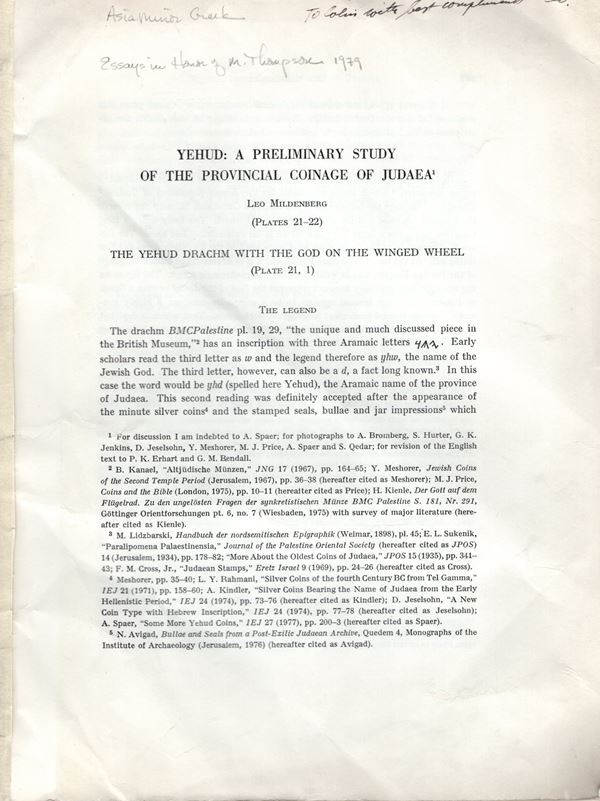 Asia Minor Greek
To Colin with best compliments
Essays in Honor of M. Thompson 1979
YEHUD: A PRELIMINARY STUDY
OF THE PROVINCIAL COINAGE OF JUDAEA¹
Leo Mildenberg
(Plates 21–22)
THE YEHUD DRACHM WITH THE GOD ON THE WINGED WHEEL
(Plate 21, 1)
The legend
The drachm BMCPalestine pl. 19, 29, “the unique and much discussed piece in
the British Museum,”² has an inscription with three Aramaic letters . Early
scholars read the third letter as w and the legend therefore as yhw, the name of the
Jewish God. The third letter, however, can also be a d, a fact long known.³ In this
case the word would be yhd (spelled here Yehud), the Aramaic name of the province
of Judaea. This second reading was definitely accepted after the appearance of
the minute silver coins⁴ and the stamped seals, bullae and jar impressions⁵ which
¹ For discussion I am indebted to A. Spaer; for photographs to A. Bromberg, S. Hurter, G. K.
Jenkins, D. Jeselsohn, Y. Meshorer, M. J. Price, A. Spaer and S. Qedar; for revision of the English
text to P. K. Erhart and G. M. Bendall.
² B. Kanael, “Altjüdische Münzen,” JNG 17 (1967), pp. 164–65; Y. Meshorer, Jewish Coins
of the Second Temple Period (Jerusalem, 1967), pp. 36–38 (hereafter cited as Meshorer); M. J. Price,
Coins and the Bible (London, 1975), pp. 10–11 (hereafter cited as Price); H. Kienle, Der Gott auf dem
Flügelrad. Zu den ungelösten Fragen der synkretistischen Münze BMC Palestine S. 181, Nr. 291,
Göttinger Orientforschungen pt. 6, no. 7 (Wiesbaden, 1975) with survey of major literature (here-
after cited as Kienle).
³ M. Lidzbarski, Handbuch der nordsemitischen Epigraphik (Weimar, 1898), pl. 45; E. L. Sukenik,
“Paralipomena Palaestinensia,” Journal of the Palestine Oriental Society (hereafter cited as JPOS)
14 (Jerusalem, 1934), pp. 178–82; “More About the Oldest Coins of Judaea,” JPOS 15 (1935), pp. 341–
43; F. M. Cross, Jr., “Judaean Stamps,” Eretz Israel 9 (1969), pp. 24–26 (hereafter cited as Cross).
⁴ Meshorer, pp. 35–40; L. Y. Rahmani, “Silver Coins of the fourth Century BC from Tel Gamma,”
IEJ 21 (1971), pp. 158–60; A. Kindler, “Silver Coins Bearing the Name of Judaea from the Early
Hellenistic Period,” IEJ 24 (1974), pp. 73–76 (hereafter cited as Kindler); D. Jeselsohn, “A New
Coin Type with Hebrew Inscription,” IEJ 24 (1974), pp. 77–78 (hereafter cited as Jeselsohn);
A. Spaer, “Some More Yehud Coins,” IEJ 27 (1977), pp. 200–3 (hereafter cited as Spaer).
⁵ N. Avigad, Bullae and Seals from a Post-Exilic Judaean Archive, Quedem 4, Monographs of the
Institute of Archaeology (Jerusalem, 1976) (hereafter cited as Avigad).